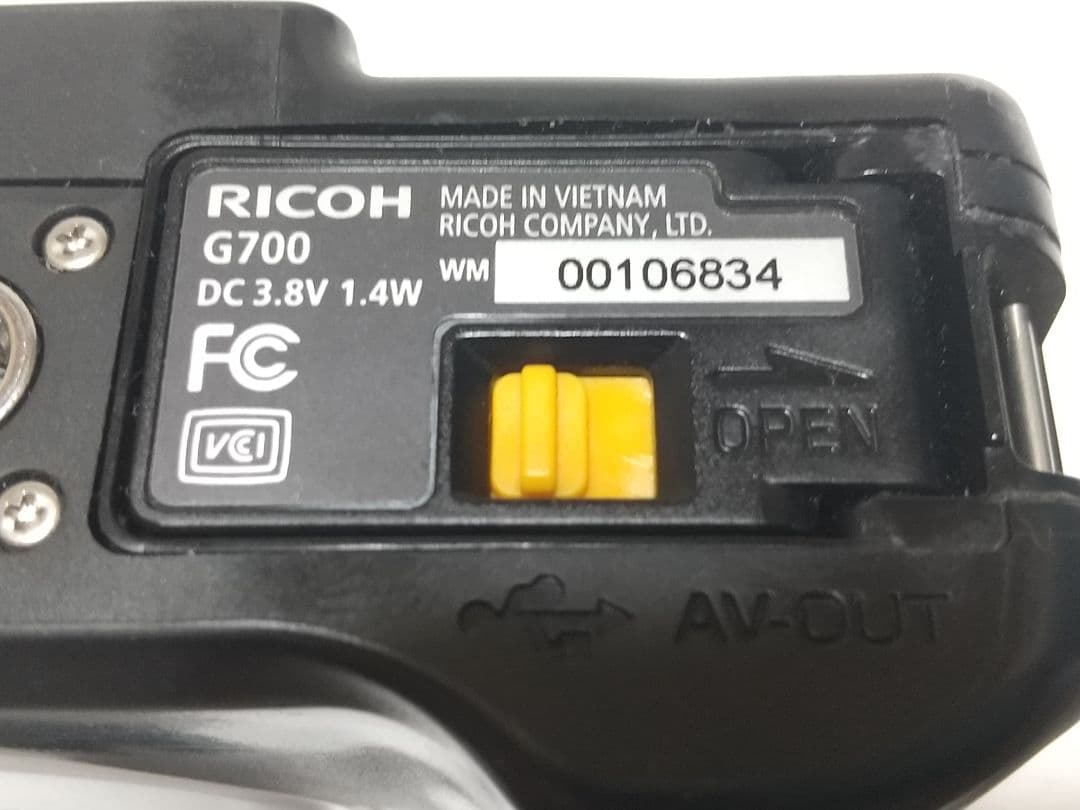 RICOH
G700
DC 3.8V 1.4W
FC
VCCI
MADE IN VIETNAM
RICOH COMPANY, LTD.
WM 00106834
OPEN
AV-OUT